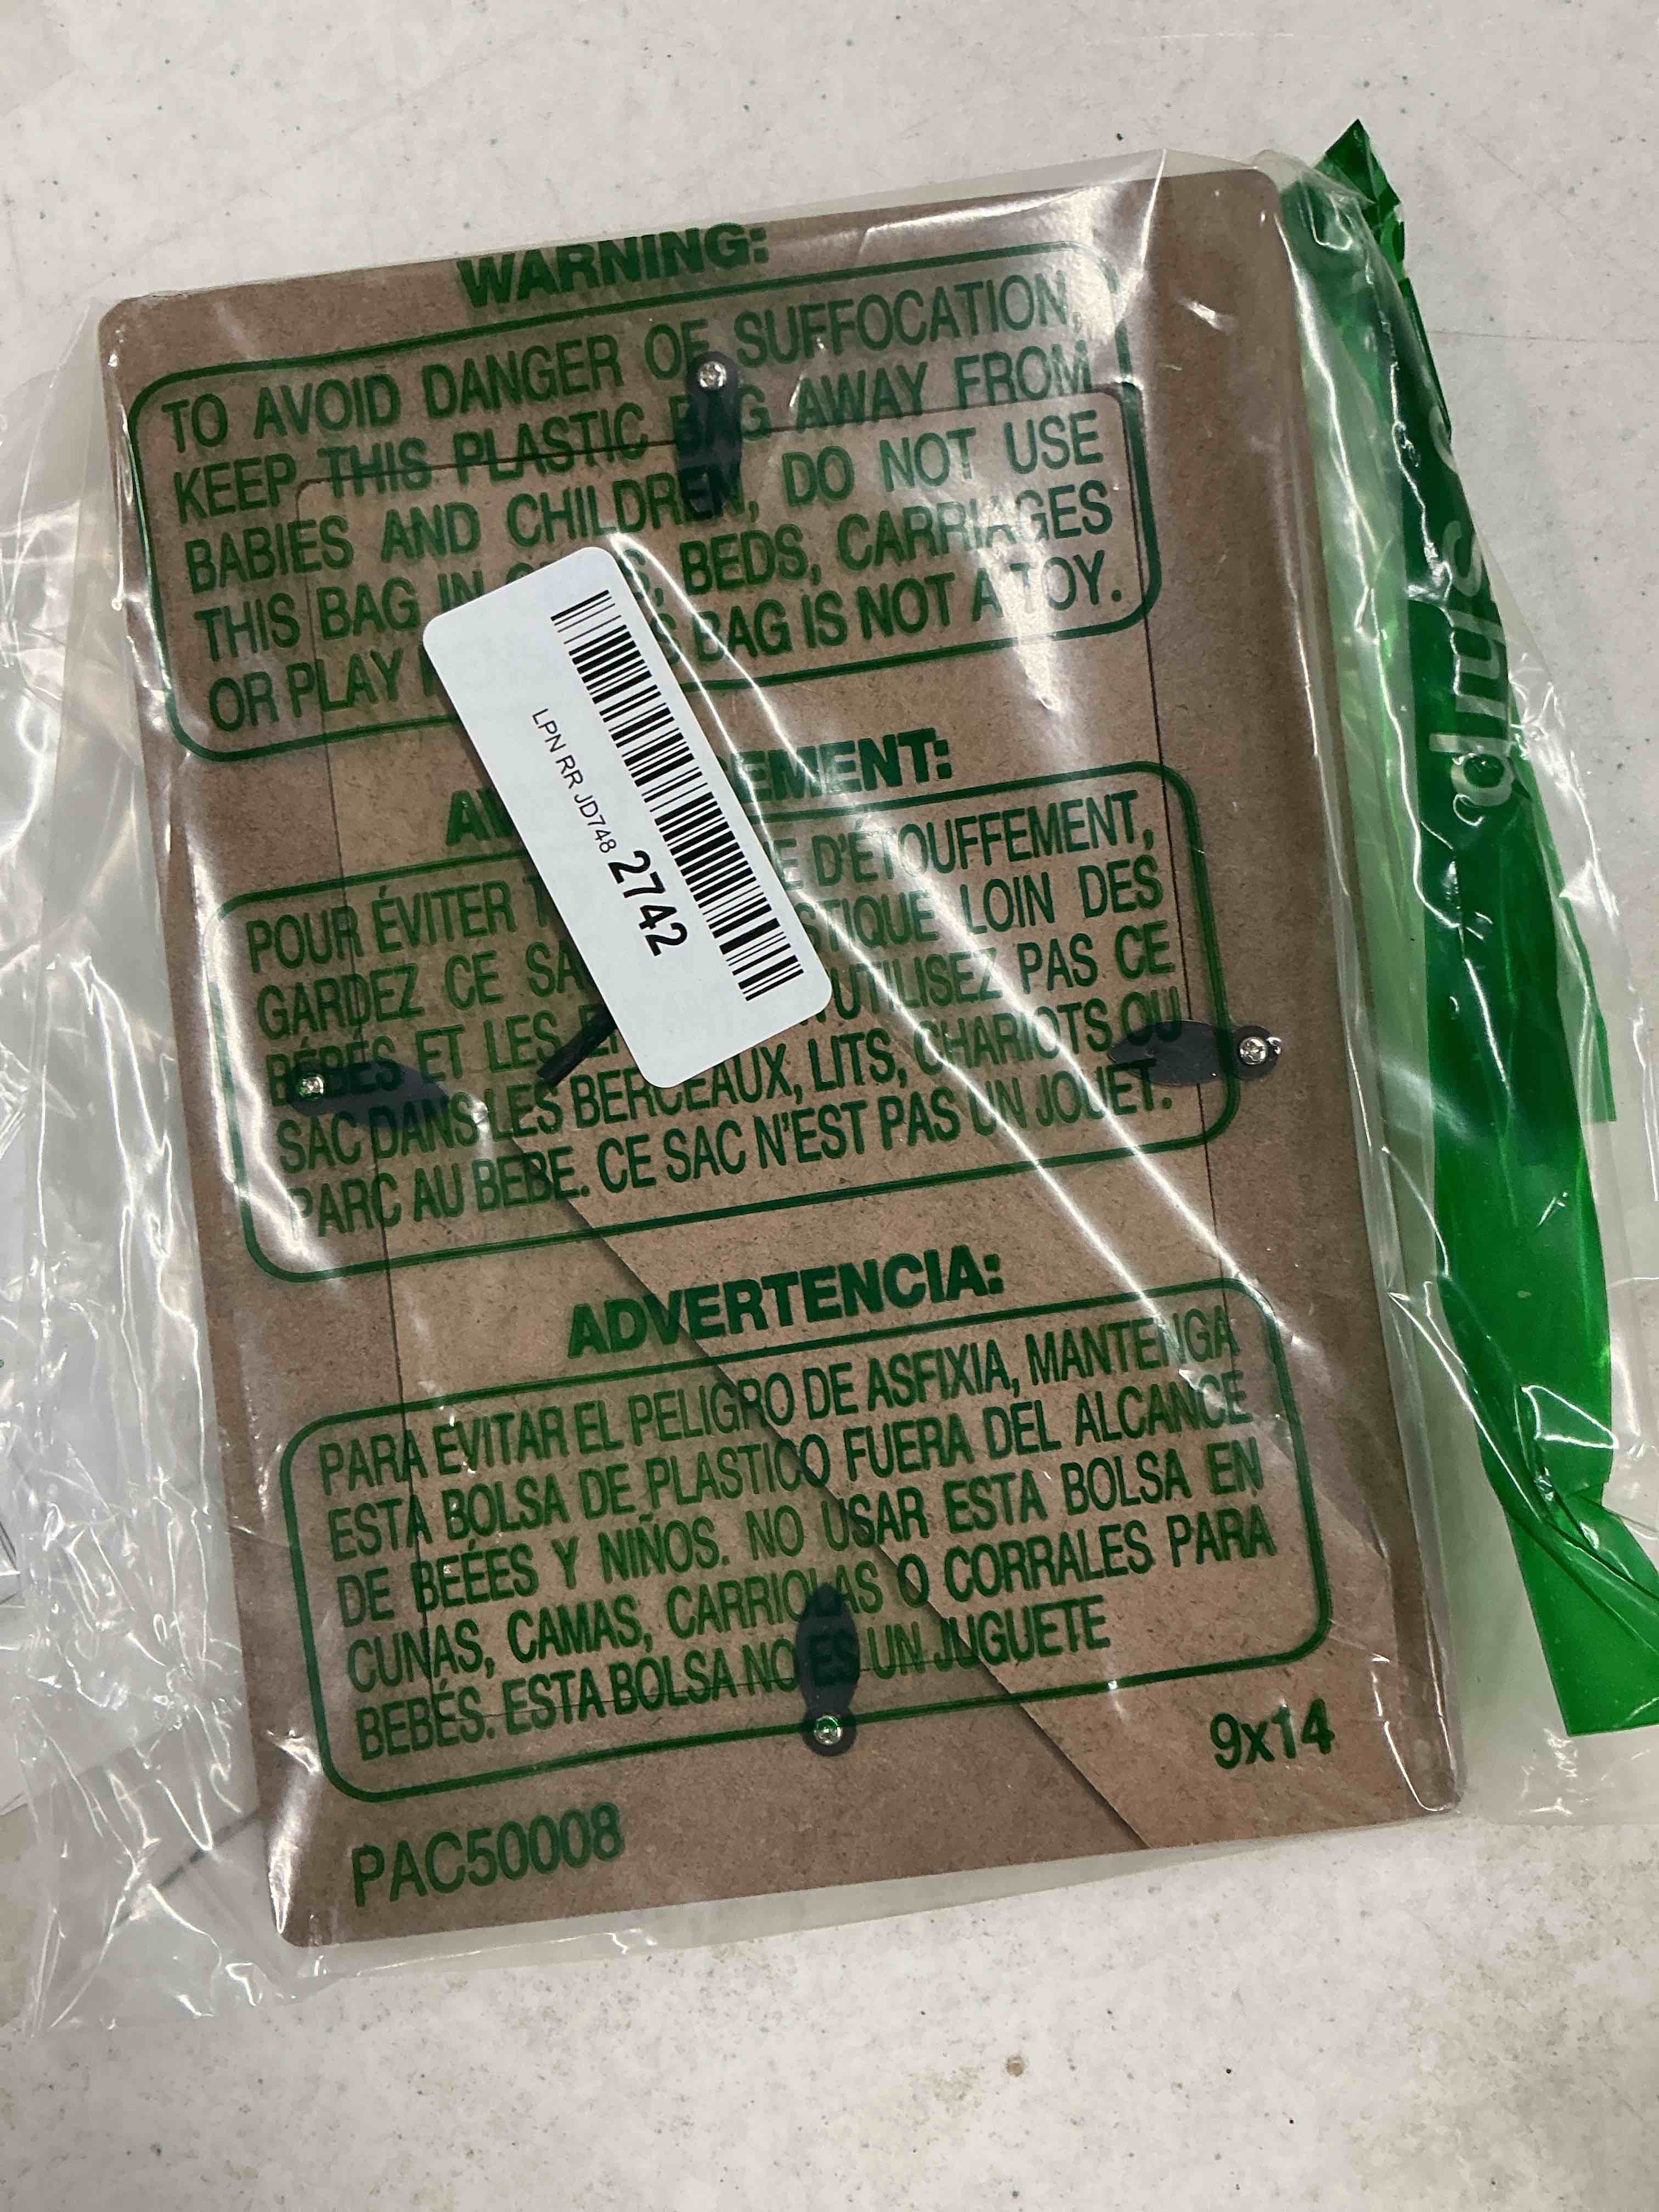 WARNING:
TO AVOID DANGER OF SUFFOCATION,
KEEP THIS PLASTIC BAG AWAY FROM
BABIES AND CHILDREN, DO NOT USE
THIS BAG IN BEDS, CARRIAGES
OR PLAY BAG IS NOT A TOY.
LPN RR JD748 2742
POUR ÉVITER D'ÉTOUFFEMENT,
GARDEZ CE LOIN DES
BÉBÉS ET LES UTILISEZ PAS CE
SAC DANS LES BERCEAUX, LITS, CHARIOTS OU
PARC AU BEBE. CE SAC N'EST PAS UN JOUET.
ADVERTENCIA:
PARA EVITAR EL PELIGRO DE ASFIXIA, MANTENGA
ESTA BOLSA DE PLASTICO FUERA DEL ALCANCE
DE BEÉES Y NIÑOS. NO USAR ESTA BOLSA EN
CUNAS, CAMAS, CARRIOLAS O CORRALES PARA
BEBÉS. ESTA BOLSA NO ES UN JUGUETE
9x14
PAC50008
Ship